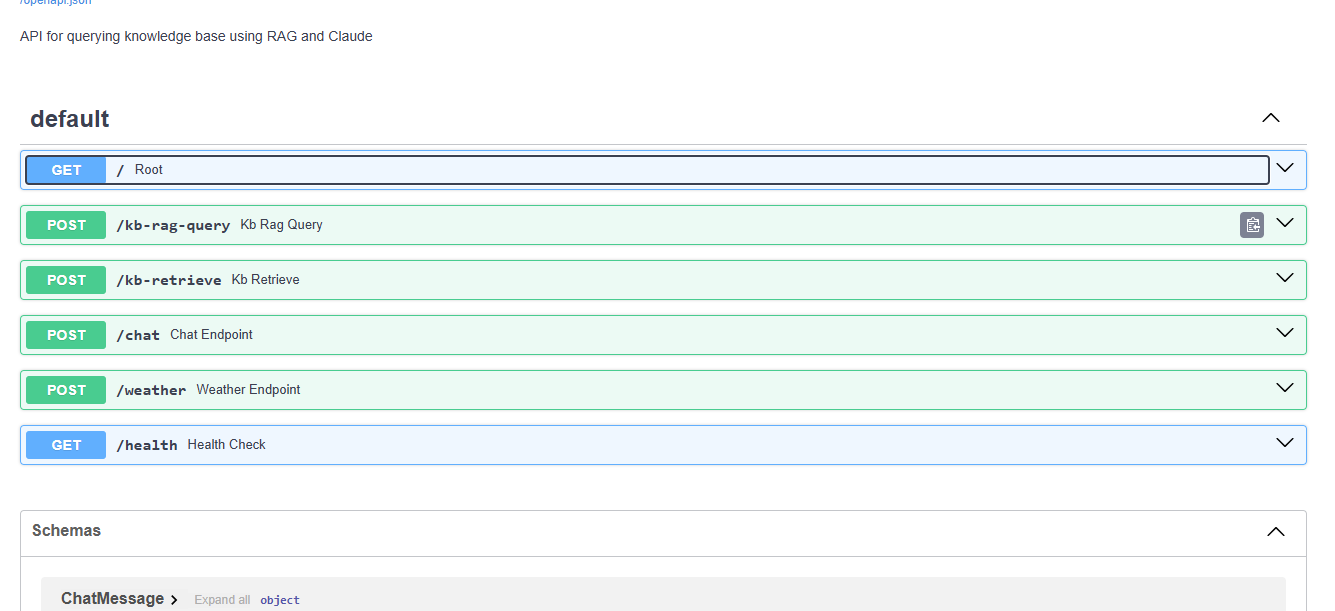 /openapi.json
API for querying knowledge base using RAG and Claude
default
GET / Root
POST /kb-rag-query Kb Rag Query
POST /kb-retrieve Kb Retrieve
POST /chat Chat Endpoint
POST /weather Weather Endpoint
GET /health Health Check
Schemas
ChatMessage Expand all object